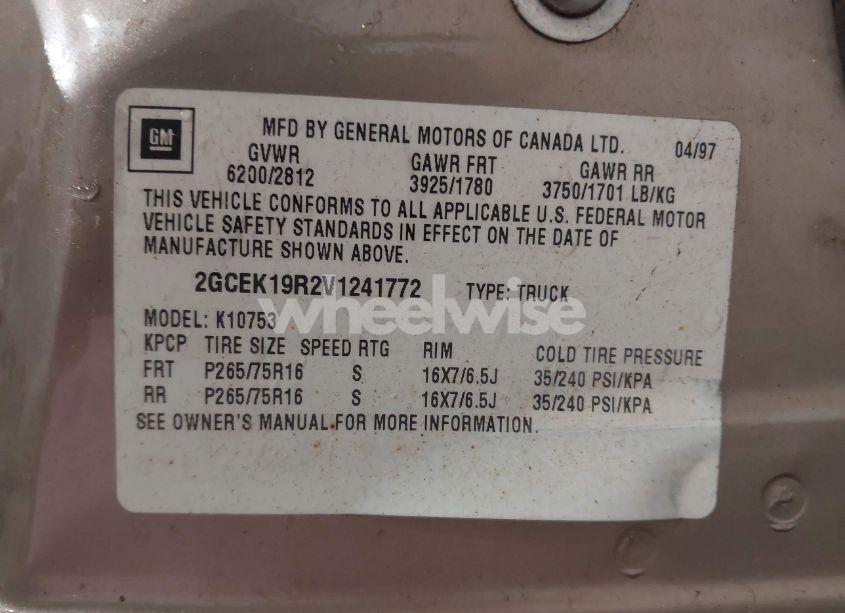 GM
MFD BY GENERAL MOTORS OF CANADA LTD. 04/97
GVWR GAWR FRT GAWR RR
6200/2812 3925/1780 3750/1701 LB/KG
THIS VEHICLE CONFORMS TO ALL APPLICABLE U.S. FEDERAL MOTOR
VEHICLE SAFETY STANDARDS IN EFFECT ON THE DATE OF
MANUFACTURE SHOWN ABOVE.
2GCEK19R2V1241772 TYPE: TRUCK
wheelwise
MODEL: K10753
KPCP TIRE SIZE SPEED RTG RIM COLD TIRE PRESSURE
FRT P265/75R16 S 16X7/6.5J 35/240 PSI/KPA
RR P265/75R16 S 16X7/6.5J 35/240 PSI/KPA
SEE OWNER'S MANUAL FOR MORE INFORMATION.